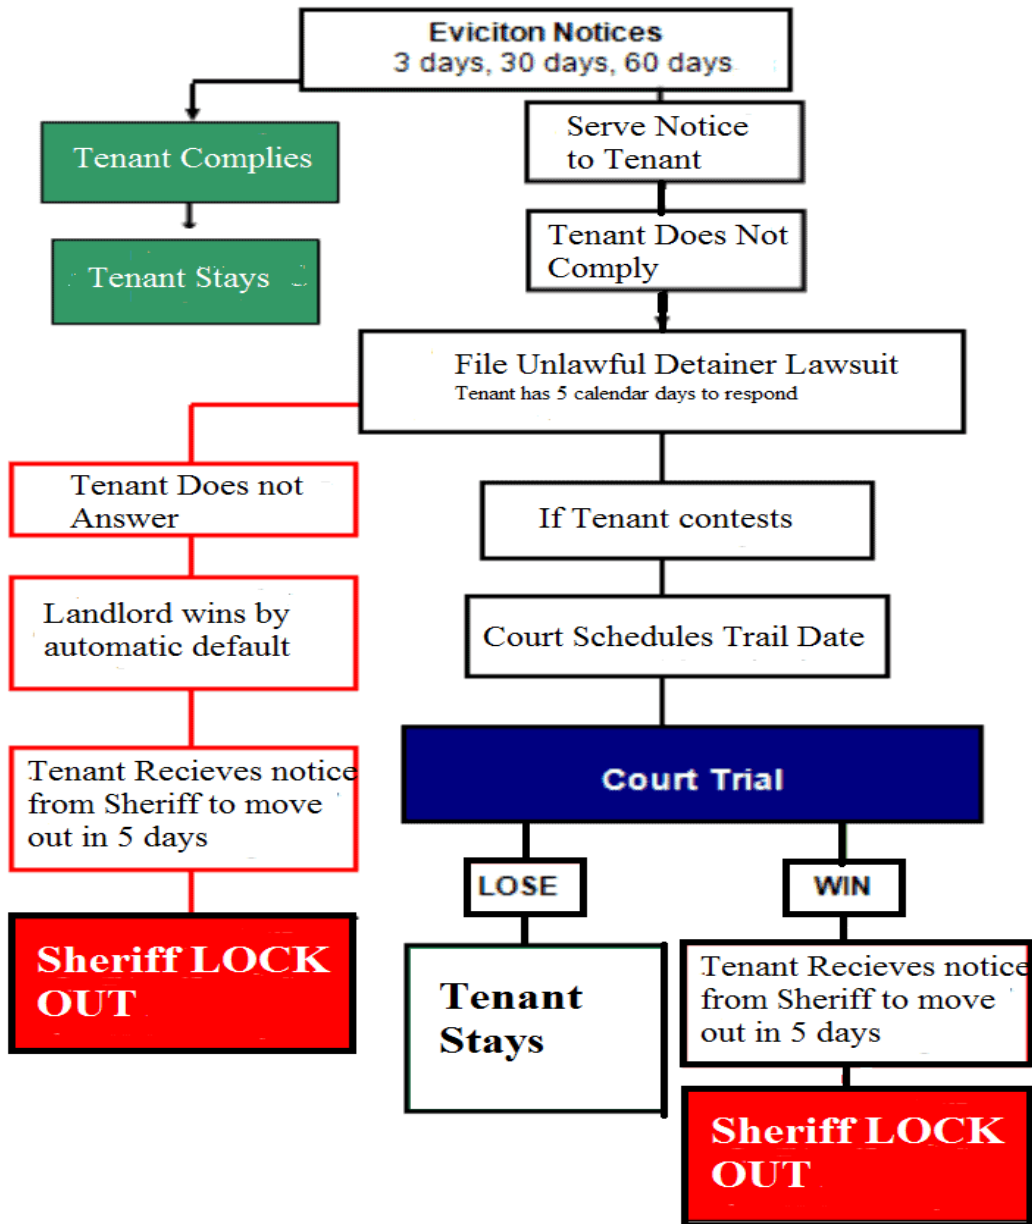 Eviciton Notices
3 days, 30 days, 60 days
Tenant Complies
Tenant Stays
Serve Notice
to Tenant
Tenant Does Not
Comply
File Unlawful Detainer Lawsuit
Tenant has 5 calendar days to respond
Tenant Does not
Answer
Landlord wins by
automatic default
Tenant Recieves notice
from Sheriff to move
out in 5 days
Sheriff LOCK
OUT
If Tenant contests
Court Schedules Trail Date
Court Trial
LOSE
Tenant
Stays
WIN
Tenant Recieves notice
from Sheriff to move
out in 5 days
Sheriff LOCK
OUT